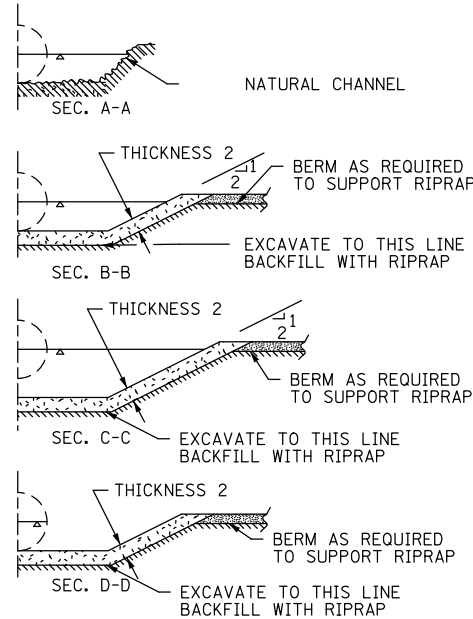 NATURAL CHANNEL
SEC. A-A
THICKNESS 2
1
2
BERM AS REQUIRED
TO SUPPORT RIPRAP
EXCAVATE TO THIS LINE
BACKFILL WITH RIPRAP
SEC. B-B
THICKNESS 2
1
2
BERM AS REQUIRED
TO SUPPORT RIPRAP
EXCAVATE TO THIS LINE
BACKFILL WITH RIPRAP
SEC. C-C
THICKNESS 2
BERM AS REQUIRED
TO SUPPORT RIPRAP
SEC. D-D
EXCAVATE TO THIS LINE
BACKFILL WITH RIPRAP